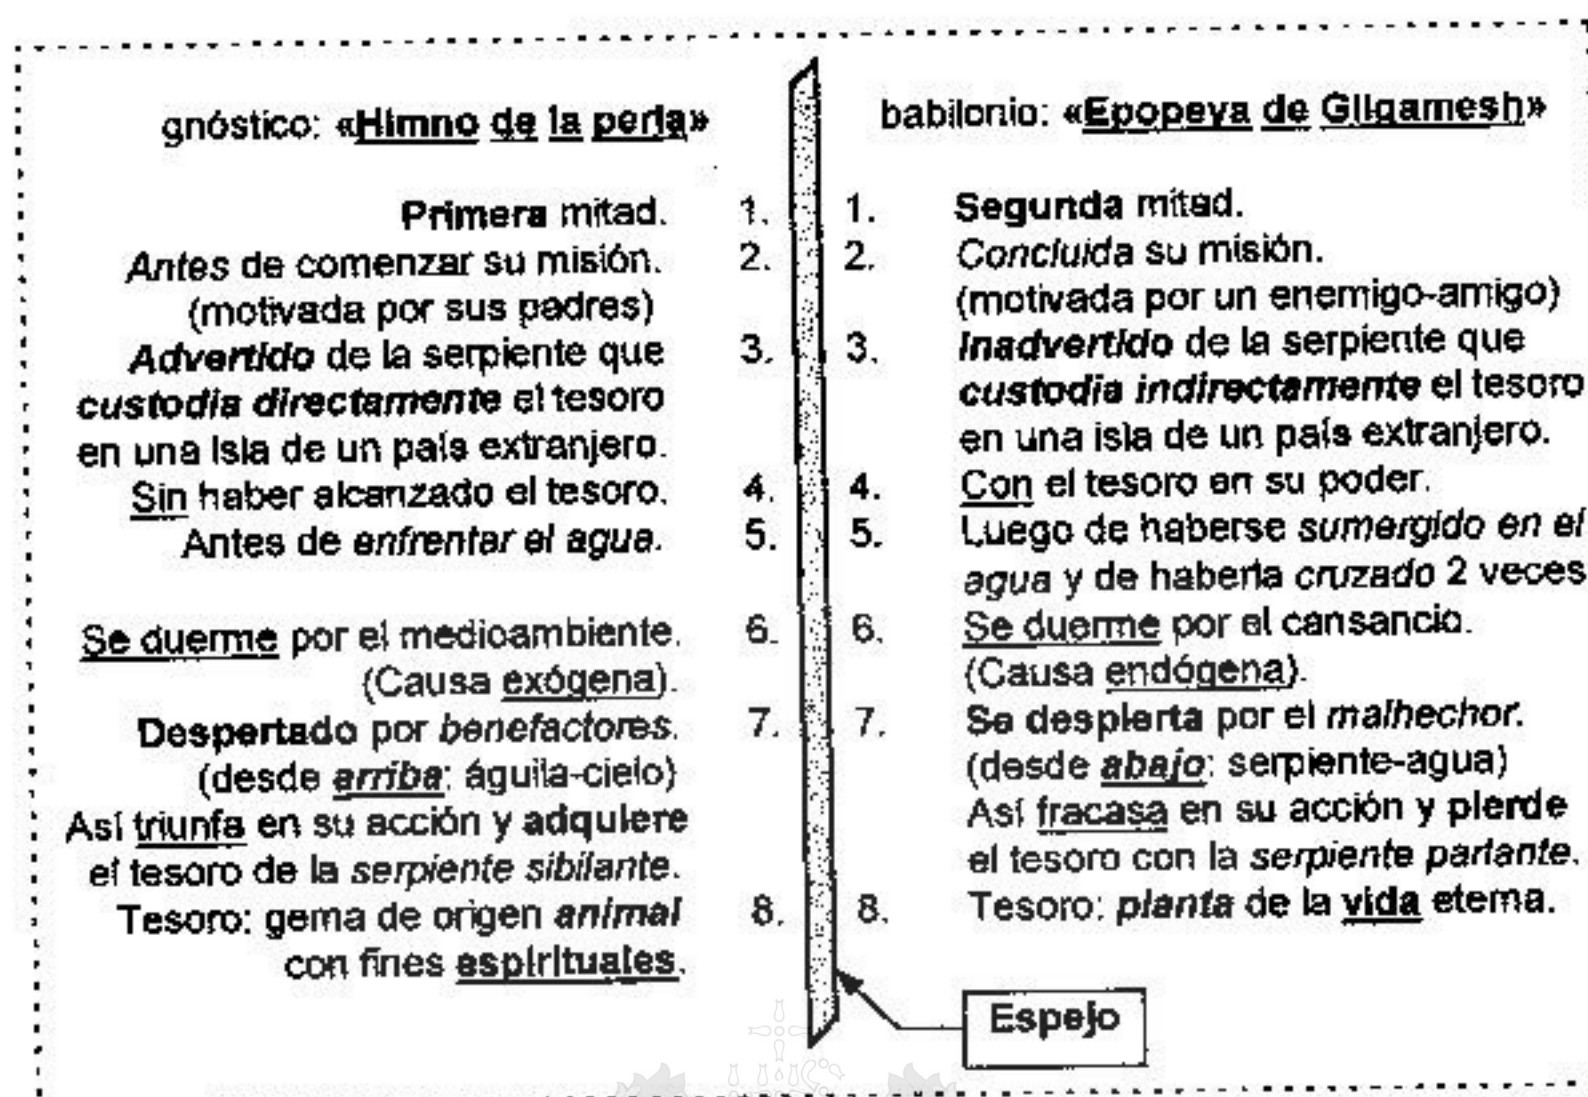 gnóstico: «Himno de la perla»
Primera mitad. 1.
Antes de comenzar su misión. 2.
(motivada por sus padres)
Advertido de la serpiente que 3.
custodia directamente el tesoro
en una isla de un país extranjero.
Sin haber alcanzado el tesoro. 4.
Antes de enfrentar el agua. 5.
Se duerme por el medioambiente. 6.
(Causa exógena).
Despertado por benefactores. 7.
(desde arriba: águila-cielo)
Así triunfa en su acción y adquiere
el tesoro de la serpiente sibilante.
Tesoro: gema de origen animal 8.
con fines espirituales.
babilonio: «Epopeya de Gilgamesh»
1. Segunda mitad.
2. Concluida su misión.
(motivada por un enemigo-amigo)
3. Inadvertido de la serpiente que
custodia indirectamente el tesoro
en una isla de un país extranjero.
4. Con el tesoro en su poder.
5. Luego de haberse sumergido en el
agua y de haberla cruzado 2 veces
6. Se duerme por el cansancio.
(Causa endógena).
7. Se despierta por el malhechor.
(desde abajo: serpiente-agua)
Así fracasa en su acción y pierde
el tesoro con la serpiente parlante.
8. Tesoro: planta de la vida eterna.
Espejo